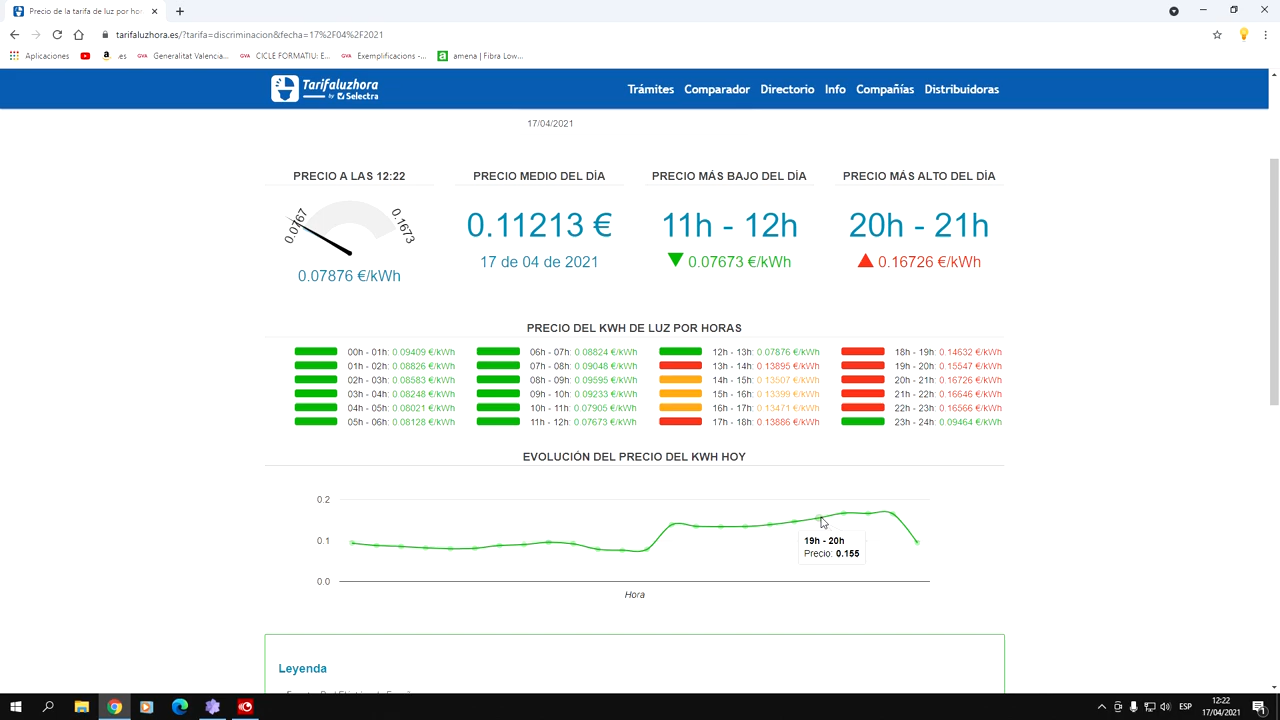 Precio de la tarifa de luz por hor
tarifaluzhora.es/?tarifa=discriminacion&fecha=17%2F04%2F2021
Aplicaciones
.es
Generalitat Valencia...
CICLE FORMATIU: E...
Exemplificacións -...
amena | Fibra Low...
Tarifaluzhora
by Selectra
Trámites Comparador Directorio Info Compañías Distribuidoras
17/04/2021
PRECIO A LAS 12:22
0.0767
0.1673
0.07876 €/kWh
PRECIO MEDIO DEL DÍA
0.11213 €
17 de 04 de 2021
PRECIO MÁS BAJO DEL DÍA
11h - 12h
0.07673 €/kWh
PRECIO MÁS ALTO DEL DÍA
20h - 21h
0.16726 €/kWh
PRECIO DEL KWH DE LUZ POR HORAS
00h - 01h: 0.09409 €/kWh
01h - 02h: 0.08826 €/kWh
02h - 03h: 0.08583 €/kWh
03h - 04h: 0.08248 €/kWh
04h - 05h: 0.08021 €/kWh
05h - 06h: 0.08128 €/kWh
06h - 07h: 0.08824 €/kWh
07h - 08h: 0.09048 €/kWh
08h - 09h: 0.09595 €/kWh
09h - 10h: 0.09233 €/kWh
10h - 11h: 0.07905 €/kWh
11h - 12h: 0.07673 €/kWh
12h - 13h: 0.07876 €/kWh
13h - 14h: 0.13895 €/kWh
14h - 15h: 0.13507 €/kWh
15h - 16h: 0.13399 €/kWh
16h - 17h: 0.13471 €/kWh
17h - 18h: 0.13886 €/kWh
18h - 19h: 0.14632 €/kWh
19h - 20h: 0.15547 €/kWh
20h - 21h: 0.16726 €/kWh
21h - 22h: 0.16646 €/kWh
22h - 23h: 0.16566 €/kWh
23h - 24h: 0.09464 €/kWh
EVOLUCIÓN DEL PRECIO DEL KWH HOY
0.2
0.1
0.0
19h - 20h
Precio: 0.155
Hora
Leyenda
ESP
12:22
17/04/2021